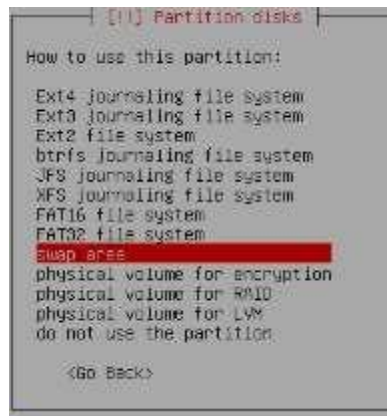 [!!] Partition disks
How to use this partition:
Ext4 journaling file system
Ext3 journaling file system
Ext2 file system
btrfs journaling file system
JFS journaling file system
XFS journaling file system
FAT16 file system
FAT32 file system
swap area
physical volume for encryption
physical volume for RAID
physical volume for LVM
do not use the partition
<Go Back>